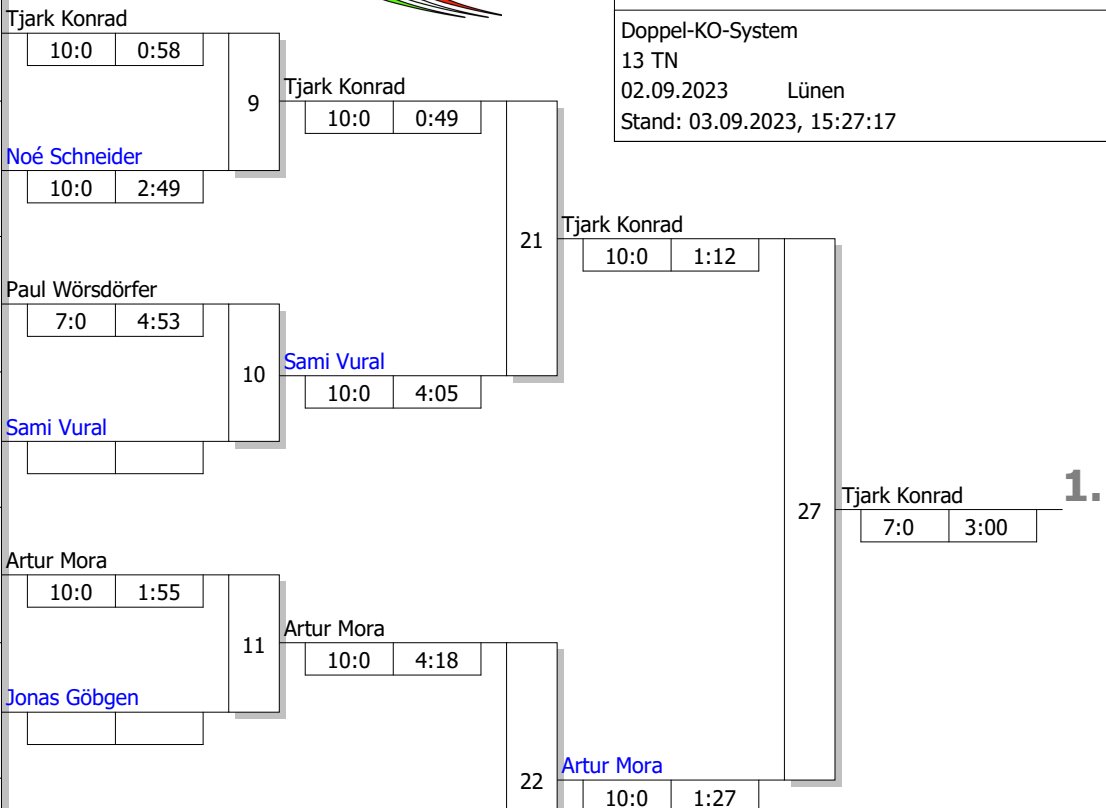 Tjark Konrad
10:0 0:58
Doppel-KO-System
13 TN
02.09.2023 Lünen
Stand: 03.09.2023, 15:27:17
9
Tjark Konrad
10:0 0:49
Noé Schneider
10:0 2:49
21
Tjark Konrad
10:0 1:12
Paul Wörsdörfer
7:0 4:53
10
Sami Vural
10:0 4:05
Sami Vural
27
Tjark Konrad
7:0 3:00
1.
Artur Mora
10:0 1:55
11
Artur Mora
10:0 4:18
Jonas Göbgen
22
Artur Mora
10:0 1:27